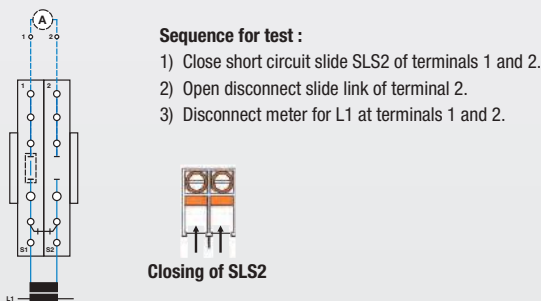 A
1 2
Sequence for test :
1) Close short circuit slide SLS2 of terminals 1 and 2.
2) Open disconnect slide link of terminal 2.
3) Disconnect meter for L1 at terminals 1 and 2.
1 2
S1 S2
Closing of SLS2
L1